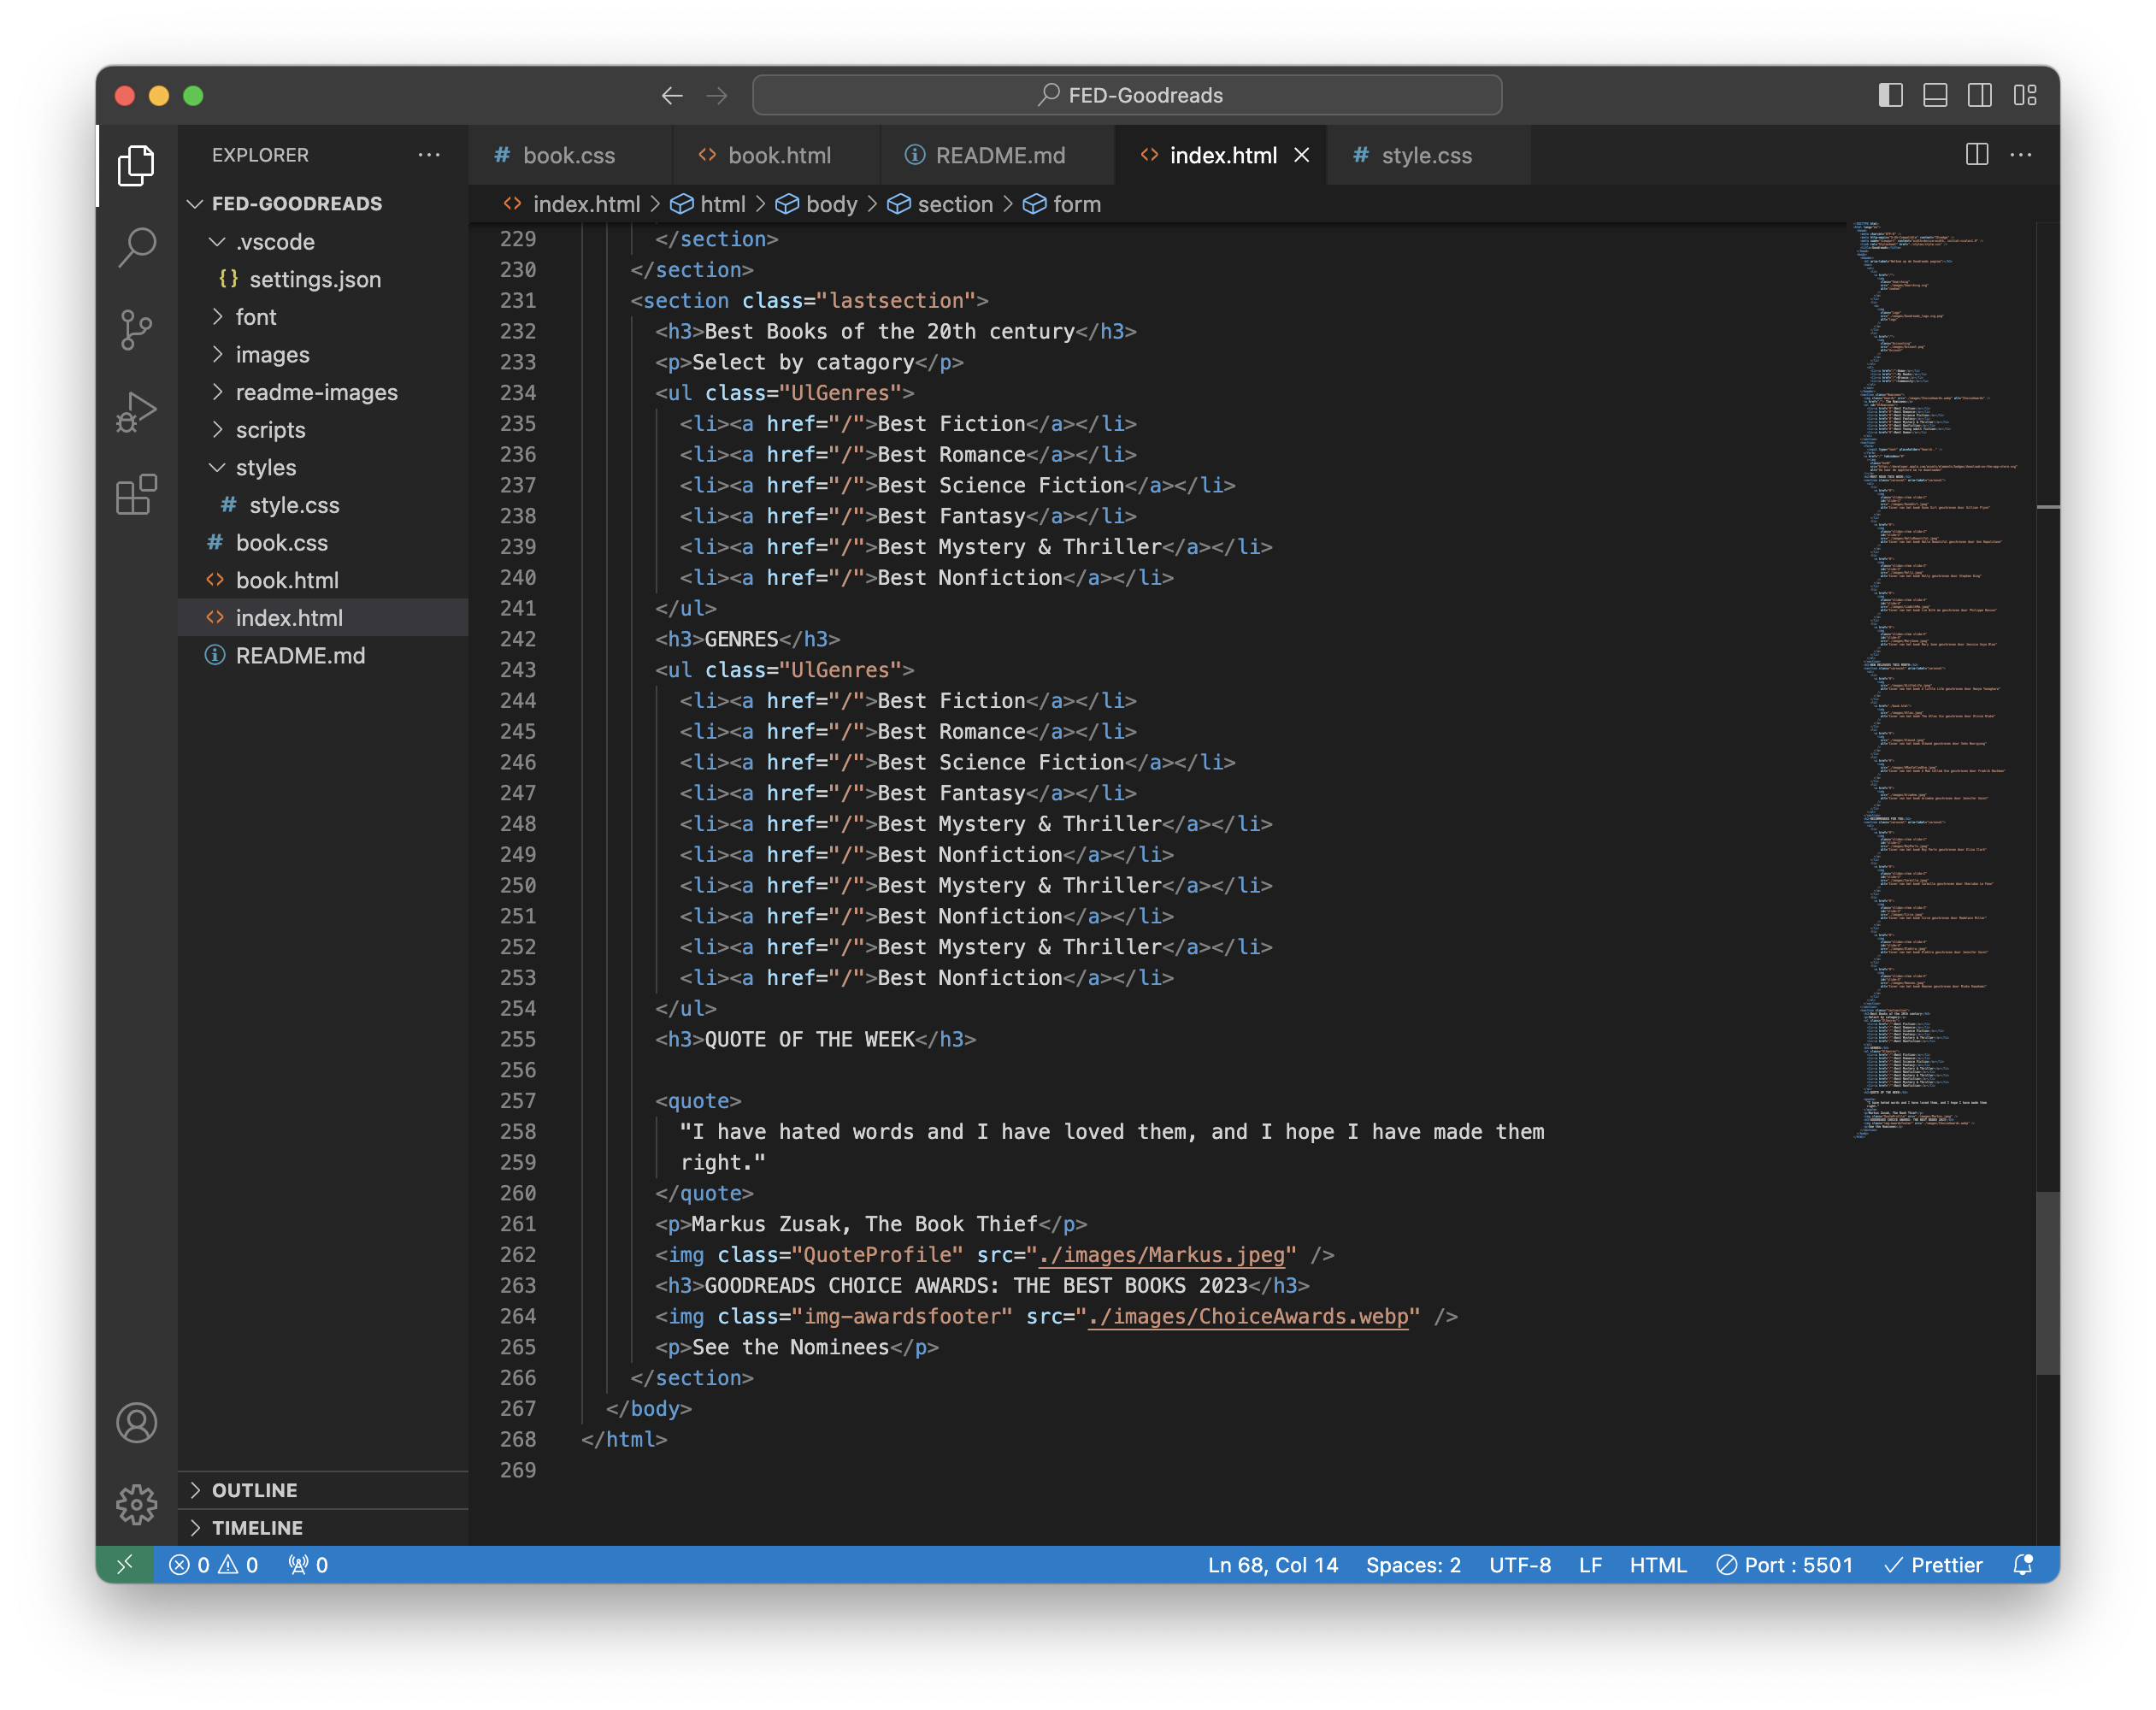 FED-Goodreads
EXPLORER
book.css
book.html
README.md
index.html
style.css
FED-GOODREADS
index.html > html > body > section > form
.vscode
settings.json
font
images
readme-images
scripts
styles
style.css
book.css
book.html
index.html
README.md
OUTLINE
TIMELINE
229 </section>
230 </section>
231 <section class="lastsection">
232 <h3>Best Books of the 20th century</h3>
233 <p>Select by catagory</p>
234 <ul class="UlGenres">
235 <li><a href="/">Best Fiction</a></li>
236 <li><a href="/">Best Romance</a></li>
237 <li><a href="/">Best Science Fiction</a></li>
238 <li><a href="/">Best Fantasy</a></li>
239 <li><a href="/">Best Mystery & Thriller</a></li>
240 <li><a href="/">Best Nonfiction</a></li>
241 </ul>
242 <h3>GENRES</h3>
243 <ul class="UlGenres">
244 <li><a href="/">Best Fiction</a></li>
245 <li><a href="/">Best Romance</a></li>
246 <li><a href="/">Best Science Fiction</a></li>
247 <li><a href="/">Best Fantasy</a></li>
248 <li><a href="/">Best Mystery & Thriller</a></li>
249 <li><a href="/">Best Nonfiction</a></li>
250 <li><a href="/">Best Mystery & Thriller</a></li>
251 <li><a href="/">Best Nonfiction</a></li>
252 <li><a href="/">Best Mystery & Thriller</a></li>
253 <li><a href="/">Best Nonfiction</a></li>
254 </ul>
255 <h3>QUOTE OF THE WEEK</h3>
256
257 <quote>
258 "I have hated words and I have loved them, and I hope I have made them
259 right."
260 </quote>
261 <p>Markus Zusak, The Book Thief</p>
262 <img class="QuoteProfile" src="./images/Markus.jpeg" />
263 <h3>GOODREADS CHOICE AWARDS: THE BEST BOOKS 2023</h3>
264 <img class="img-awardsfooter" src="./images/ChoiceAwards.webp" />
265 <p>See the Nominees</p>
266 </section>
267 </body>
268 </html>
269
0 0 0 Ln 68, Col 14 Spaces: 2 UTF-8 LF HTML Port : 5501 Prettier